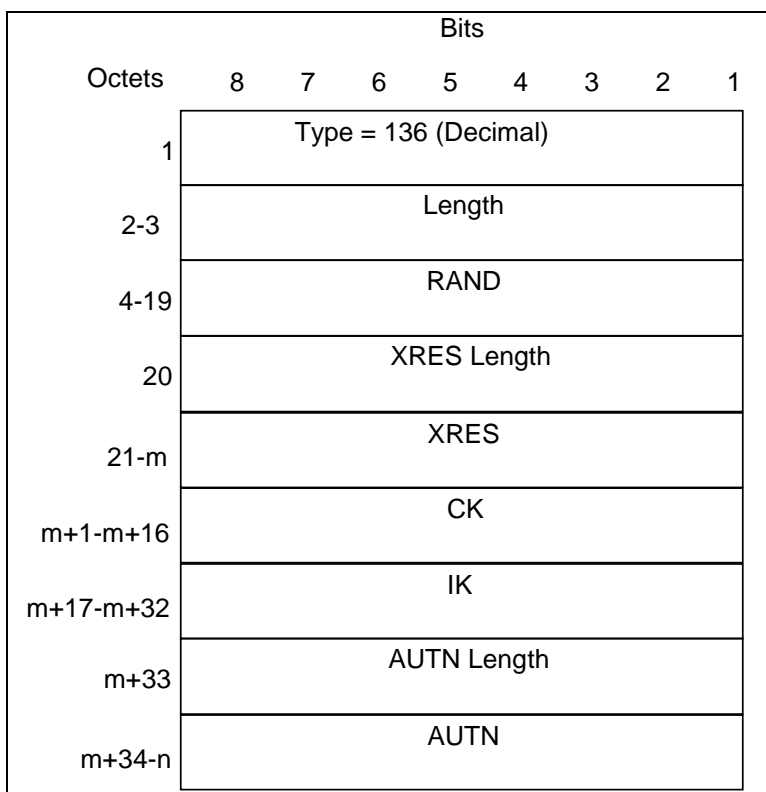 Bits
Octets 8 7 6 5 4 3 2 1
1 Type = 136 (Decimal)
2-3 Length
4-19 RAND
20 XRES Length
21-m XRES
m+1-m+16 CK
m+17-m+32 IK
m+33 AUTN Length
m+34-n AUTN